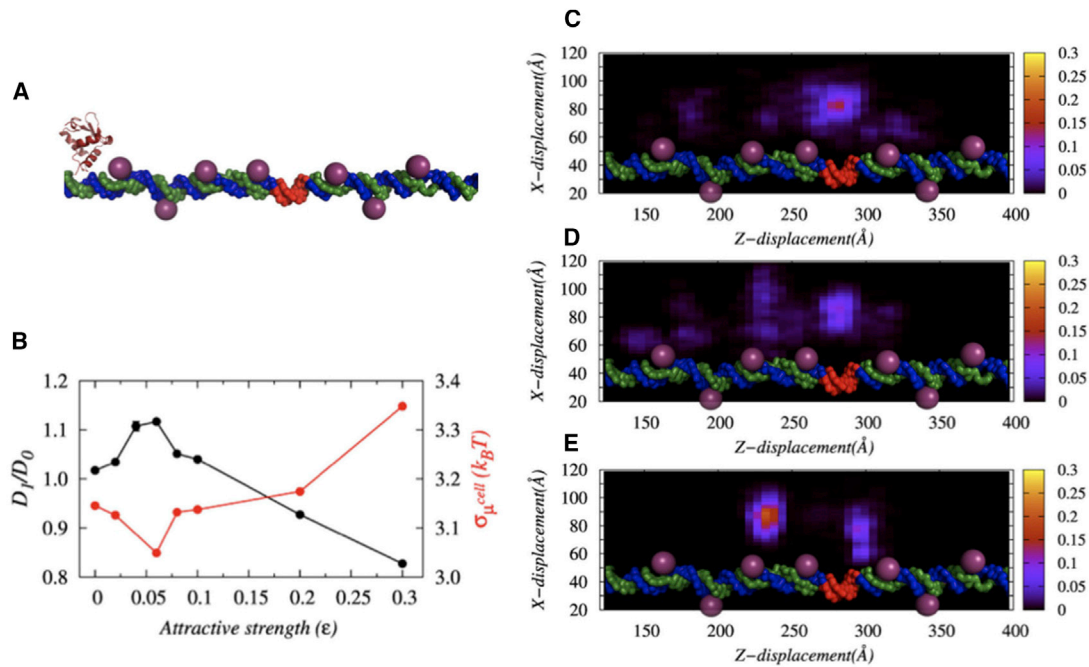 A
B
1.2
1.1
1.0
0.9
0.8
D₁/D₀
3.4
3.3
3.2
3.1
3.0
σμᶜᵉˡˡ (k_BT)
0 0.05 0.1 0.15 0.2 0.25 0.3
Attractive strength (ε)
C
X−displacement(Å)
120
100
80
60
40
20
150 200 250 300 350 400
Z−displacement(Å)
0.3
0.25
0.2
0.15
0.1
0.05
0
D
X−displacement(Å)
120
100
80
60
40
20
150 200 250 300 350 400
Z−displacement(Å)
0.3
0.25
0.2
0.15
0.1
0.05
0
E
X−displacement(Å)
120
100
80
60
40
20
150 200 250 300 350 400
Z−displacement(Å)
0.3
0.25
0.2
0.15
0.1
0.05
0